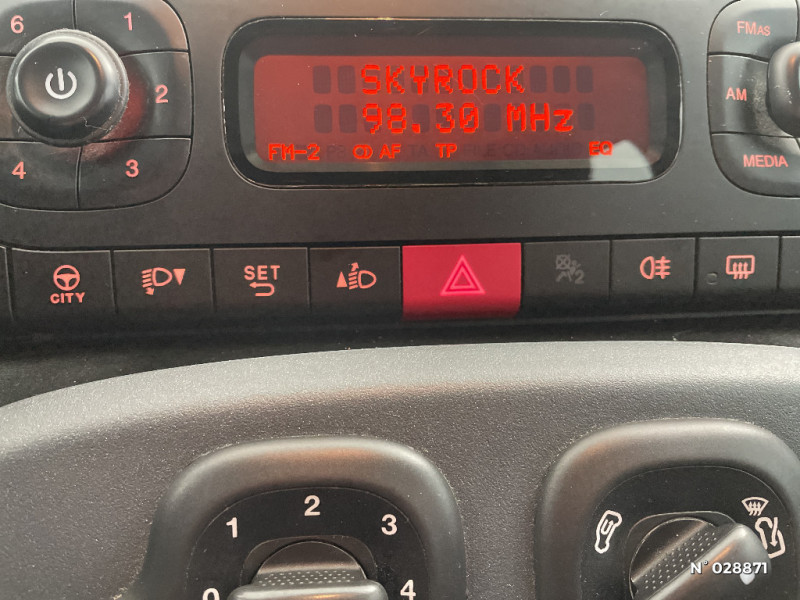 6 1
SKYROCK
FMAS
2
98.30 MHz
AM
FM-2 CD AF TP EQ
4 3
MEDIA
CITY
SET
2
1 2 3
0 4
N° 028871